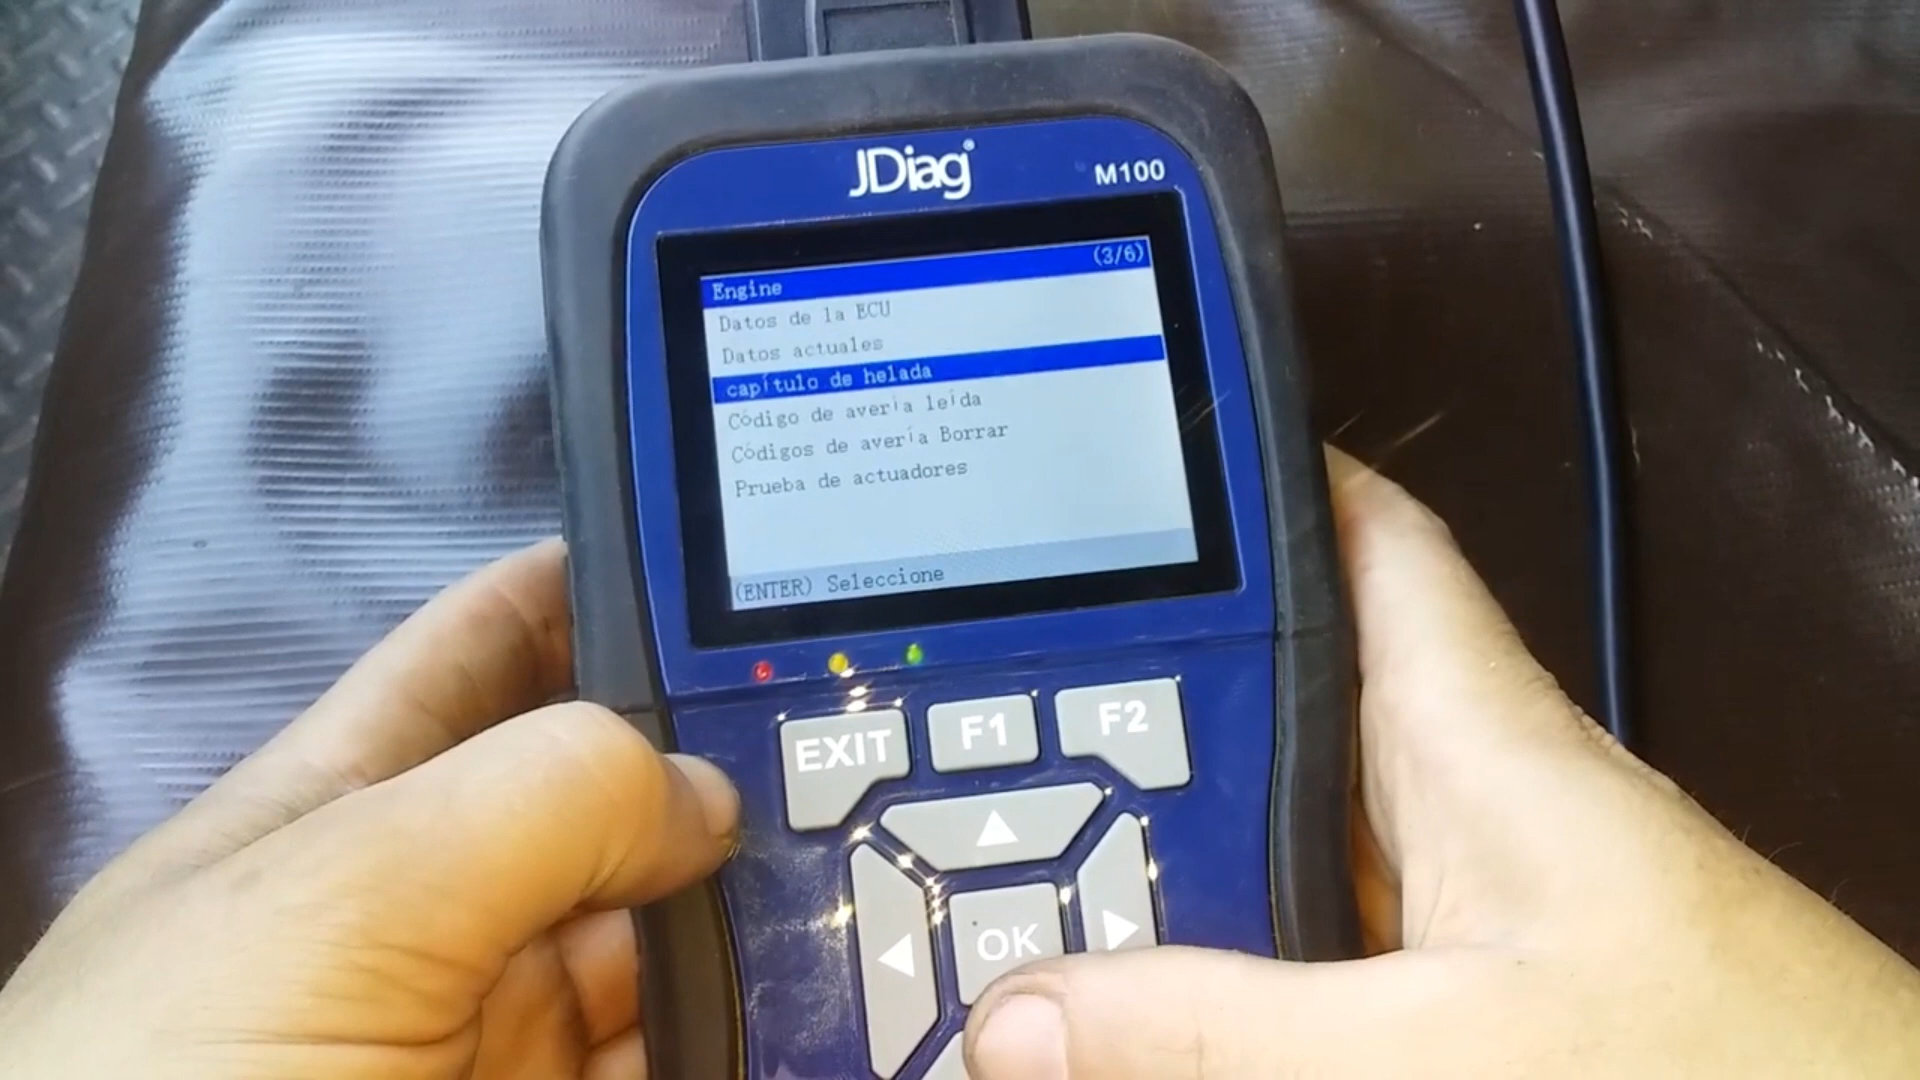 JDiag®
M100
Engine (3/6)
Datos de la ECU
Datos actuales
capítulo de helada
Código de avería leída
Códigos de avería Borrar
Prueba de actuadores
(ENTER) Seleccione
EXIT F1 F2
OK